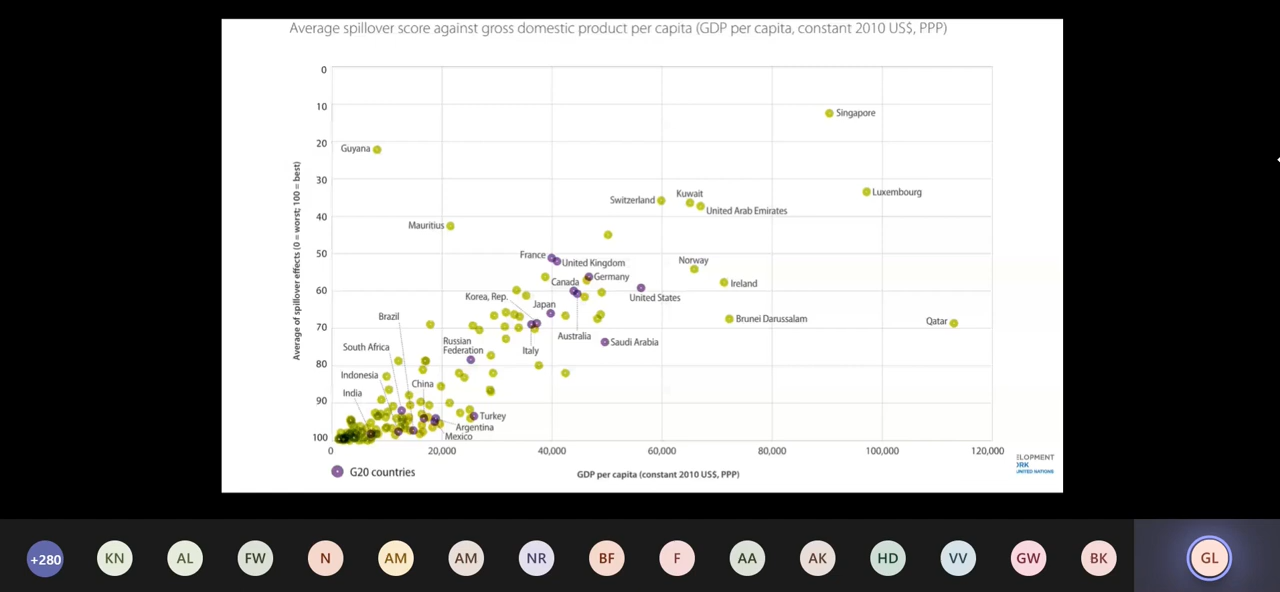 Average spillover score against gross domestic product per capita (GDP per capita, constant 2010 US$, PPP)
Average of spillover effects (0 = worst; 100 = best)
0
10
20
30
40
50
60
70
80
90
100
Singapore
Guyana
Luxembourg
Kuwait
Switzerland
United Arab Emirates
Mauritius
France
United Kingdom
Norway
Germany
Canada
Ireland
Korea, Rep.
United States
Japan
Brazil
Brunei Darussalam
Qatar
Australia
Saudi Arabia
Russian
Federation
Italy
South Africa
Indonesia
China
India
Turkey
Argentina
Mexico
0
20,000
40,000
60,000
80,000
100,000
120,000
G20 countries
GDP per capita (constant 2010 US$, PPP)
ELOPMENT
ORK
UNITED NATIONS
+280
KN
AL
FW
N
AM
AM
NR
BF
F
AA
AK
HD
VV
GW
BK
GL